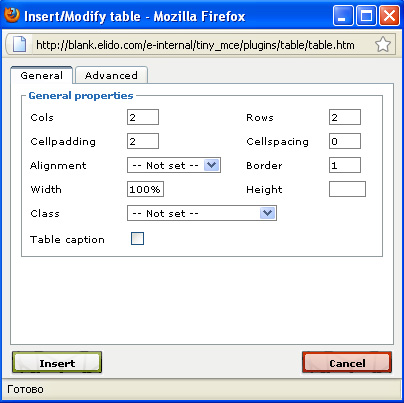 Insert/Modify table - Mozilla Firefox
http://blank.elido.com/e-internal/tiny_mce/plugins/table/table.htm
General Advanced
General properties
Cols 2 Rows 2
Cellpadding 2 Cellspacing 0
Alignment -- Not set -- Border 1
Width 100% Height
Class -- Not set --
Table caption
Insert Cancel
Готово